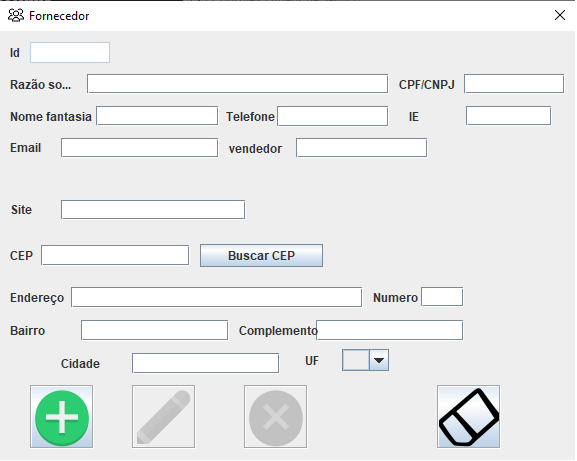 Fornecedor
Id
Razão so... CPF/CNPJ
Nome fantasia Telefone IE
Email vendedor
Site
CEP Buscar CEP
Endereço Numero
Bairro Complemento
Cidade UF